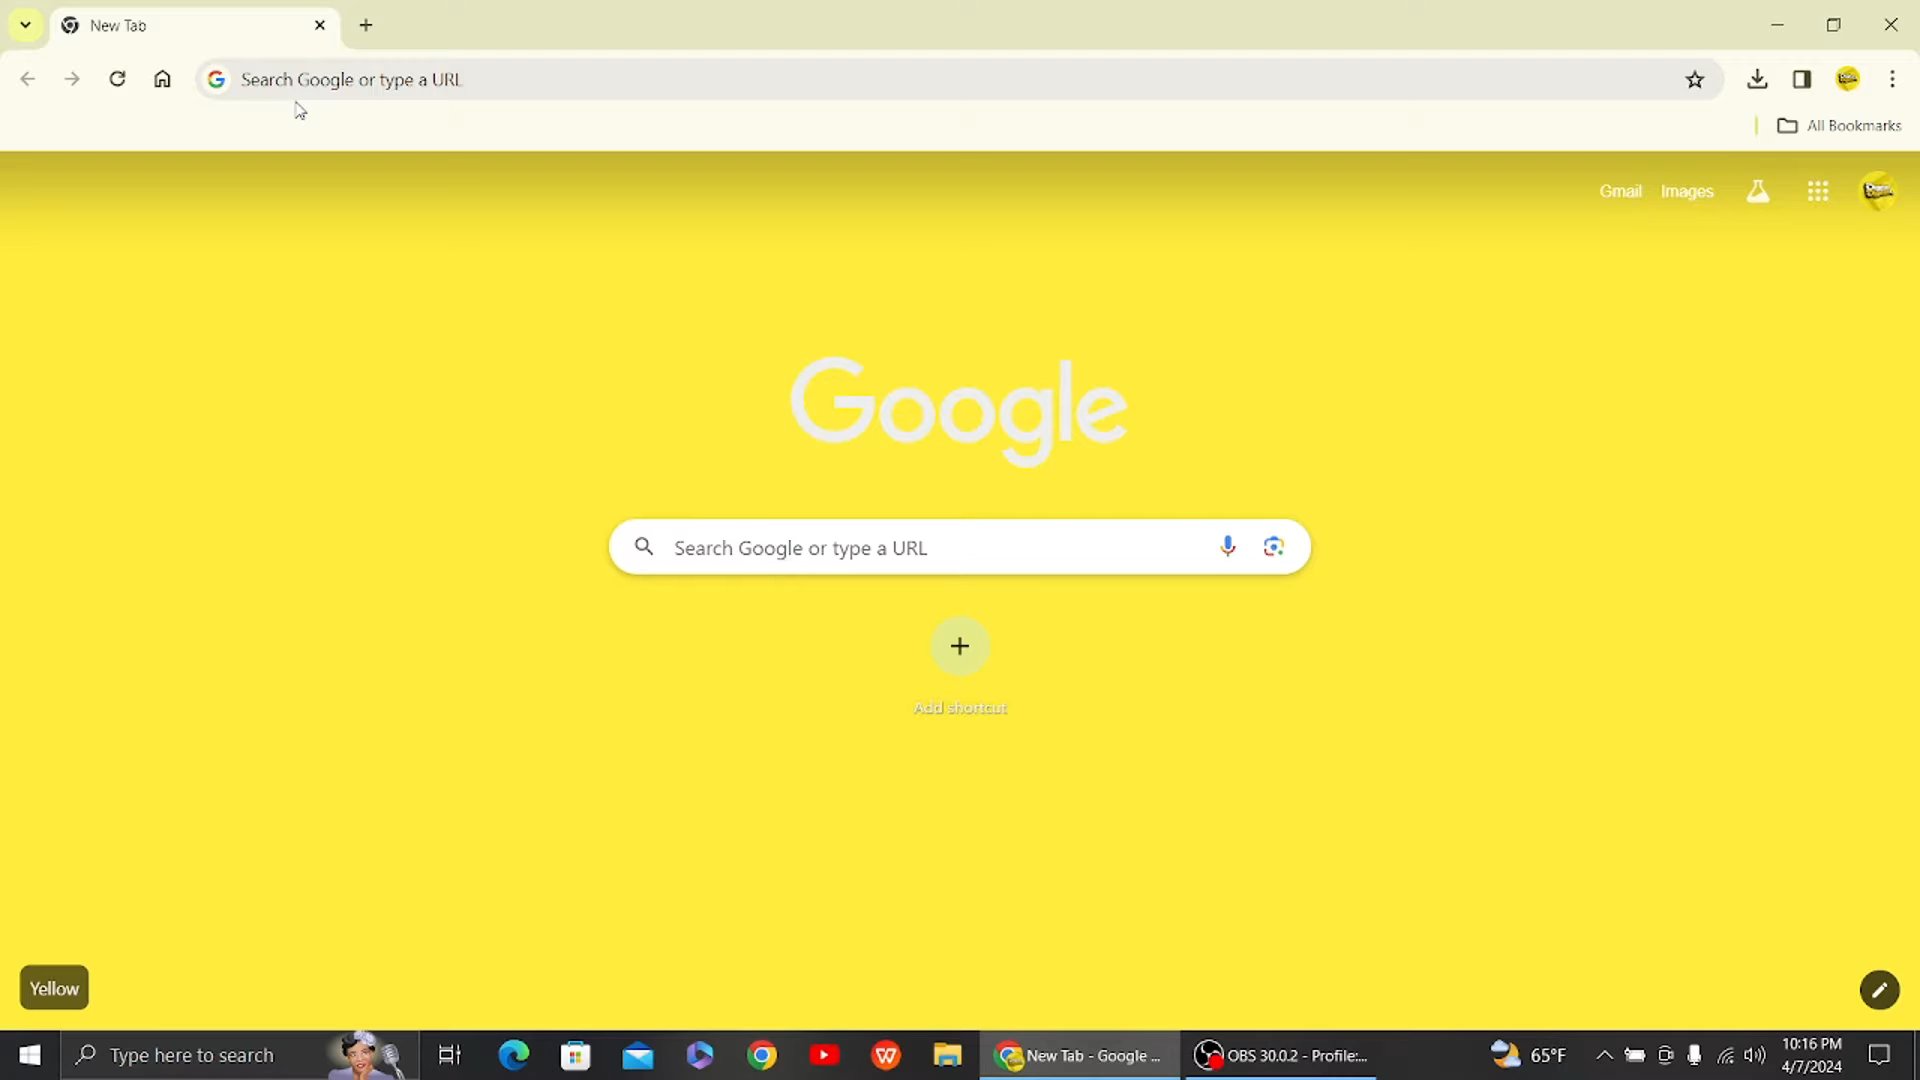 New Tab
Search Google or type a URL
All Bookmarks
Gmail Images
Google
Search Google or type a URL
Add shortcut
Yellow
Type here to search
New Tab - Google ...
OBS 30.0.2 - Profile:...
65°F
10:16 PM
4/7/2024